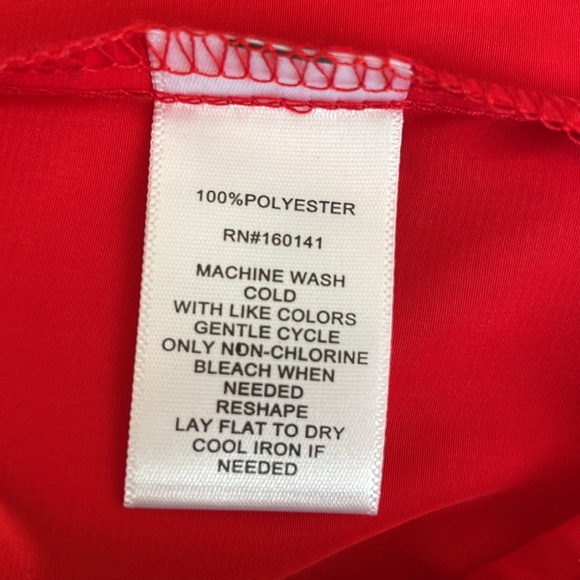 100%POLYESTER
RN#160141
MACHINE WASH
COLD
WITH LIKE COLORS
GENTLE CYCLE
ONLY NON-CHLORINE
BLEACH WHEN
NEEDED
RESHAPE
LAY FLAT TO DRY
COOL IRON IF
NEEDED